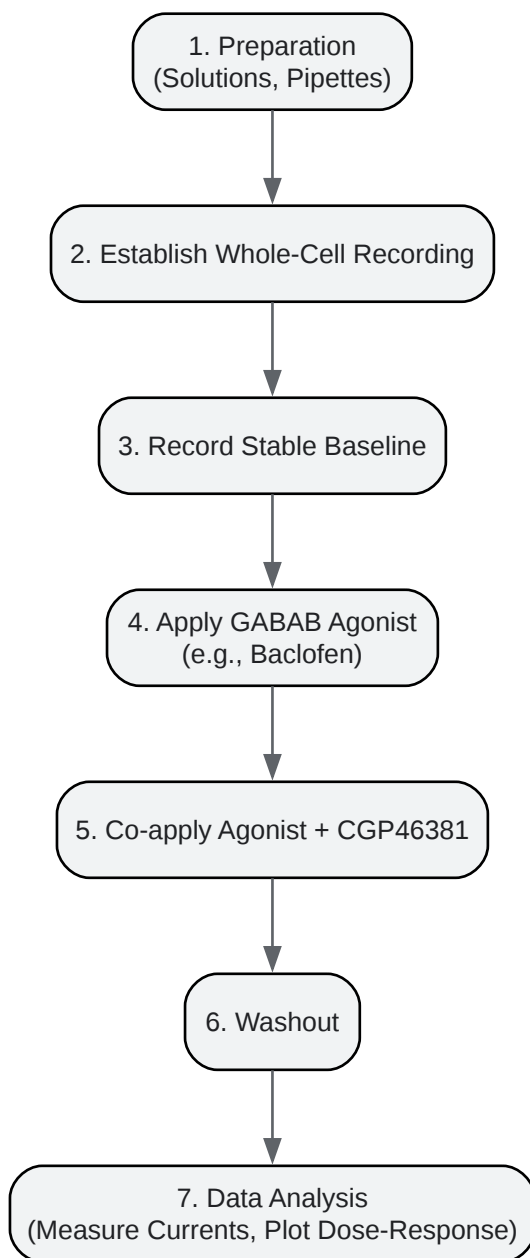 1. Preparation
(Solutions, Pipettes)
2. Establish Whole-Cell Recording
3. Record Stable Baseline
4. Apply GABAB Agonist
(e.g., Baclofen)
5. Co-apply Agonist + CGP46381
6. Washout
7. Data Analysis
(Measure Currents, Plot Dose-Response)